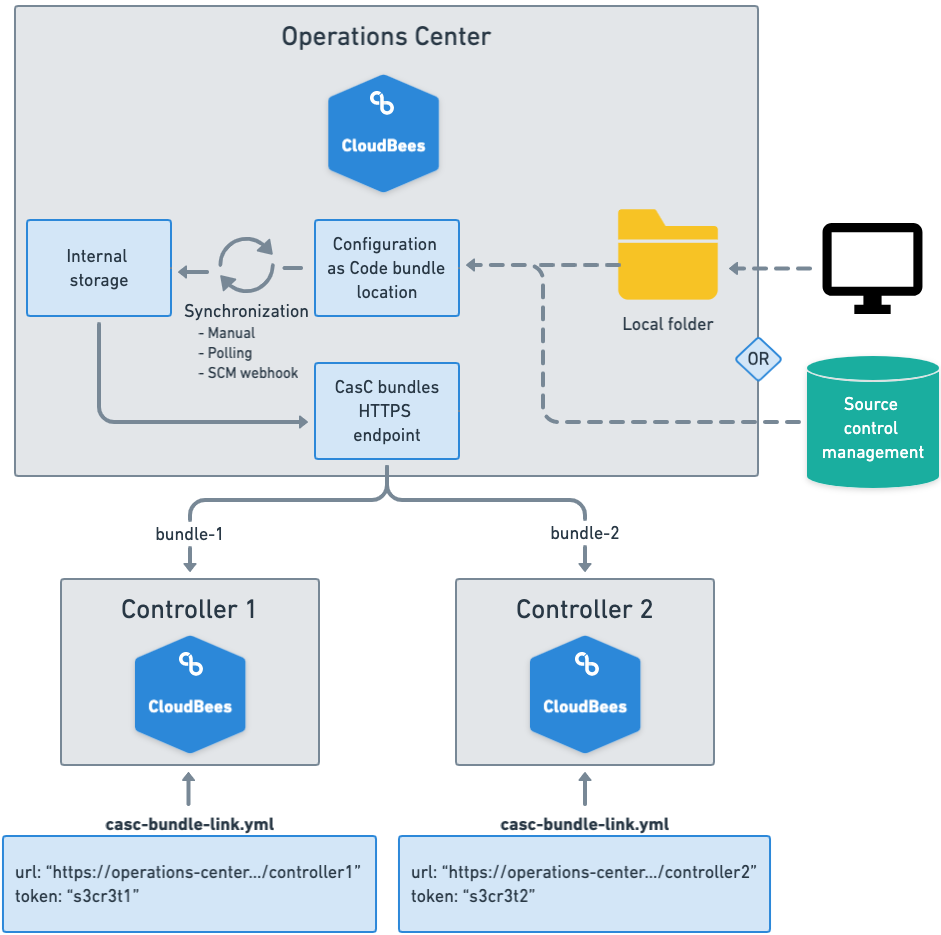 Operations Center
CloudBees
Internal
storage
Synchronization
- Manual
- Polling
- SCM webhook
Configuration
as Code bundle
location
Local folder
OR
Source
control
management
CasC bundles
HTTPS
endpoint
bundle-1
bundle-2
Controller 1
CloudBees
Controller 2
CloudBees
casc-bundle-link.yml
url: “https://operations-center.../controller1”
token: “s3cr3t1”
casc-bundle-link.yml
url: “https://operations-center.../controller2”
token: “s3cr3t2”